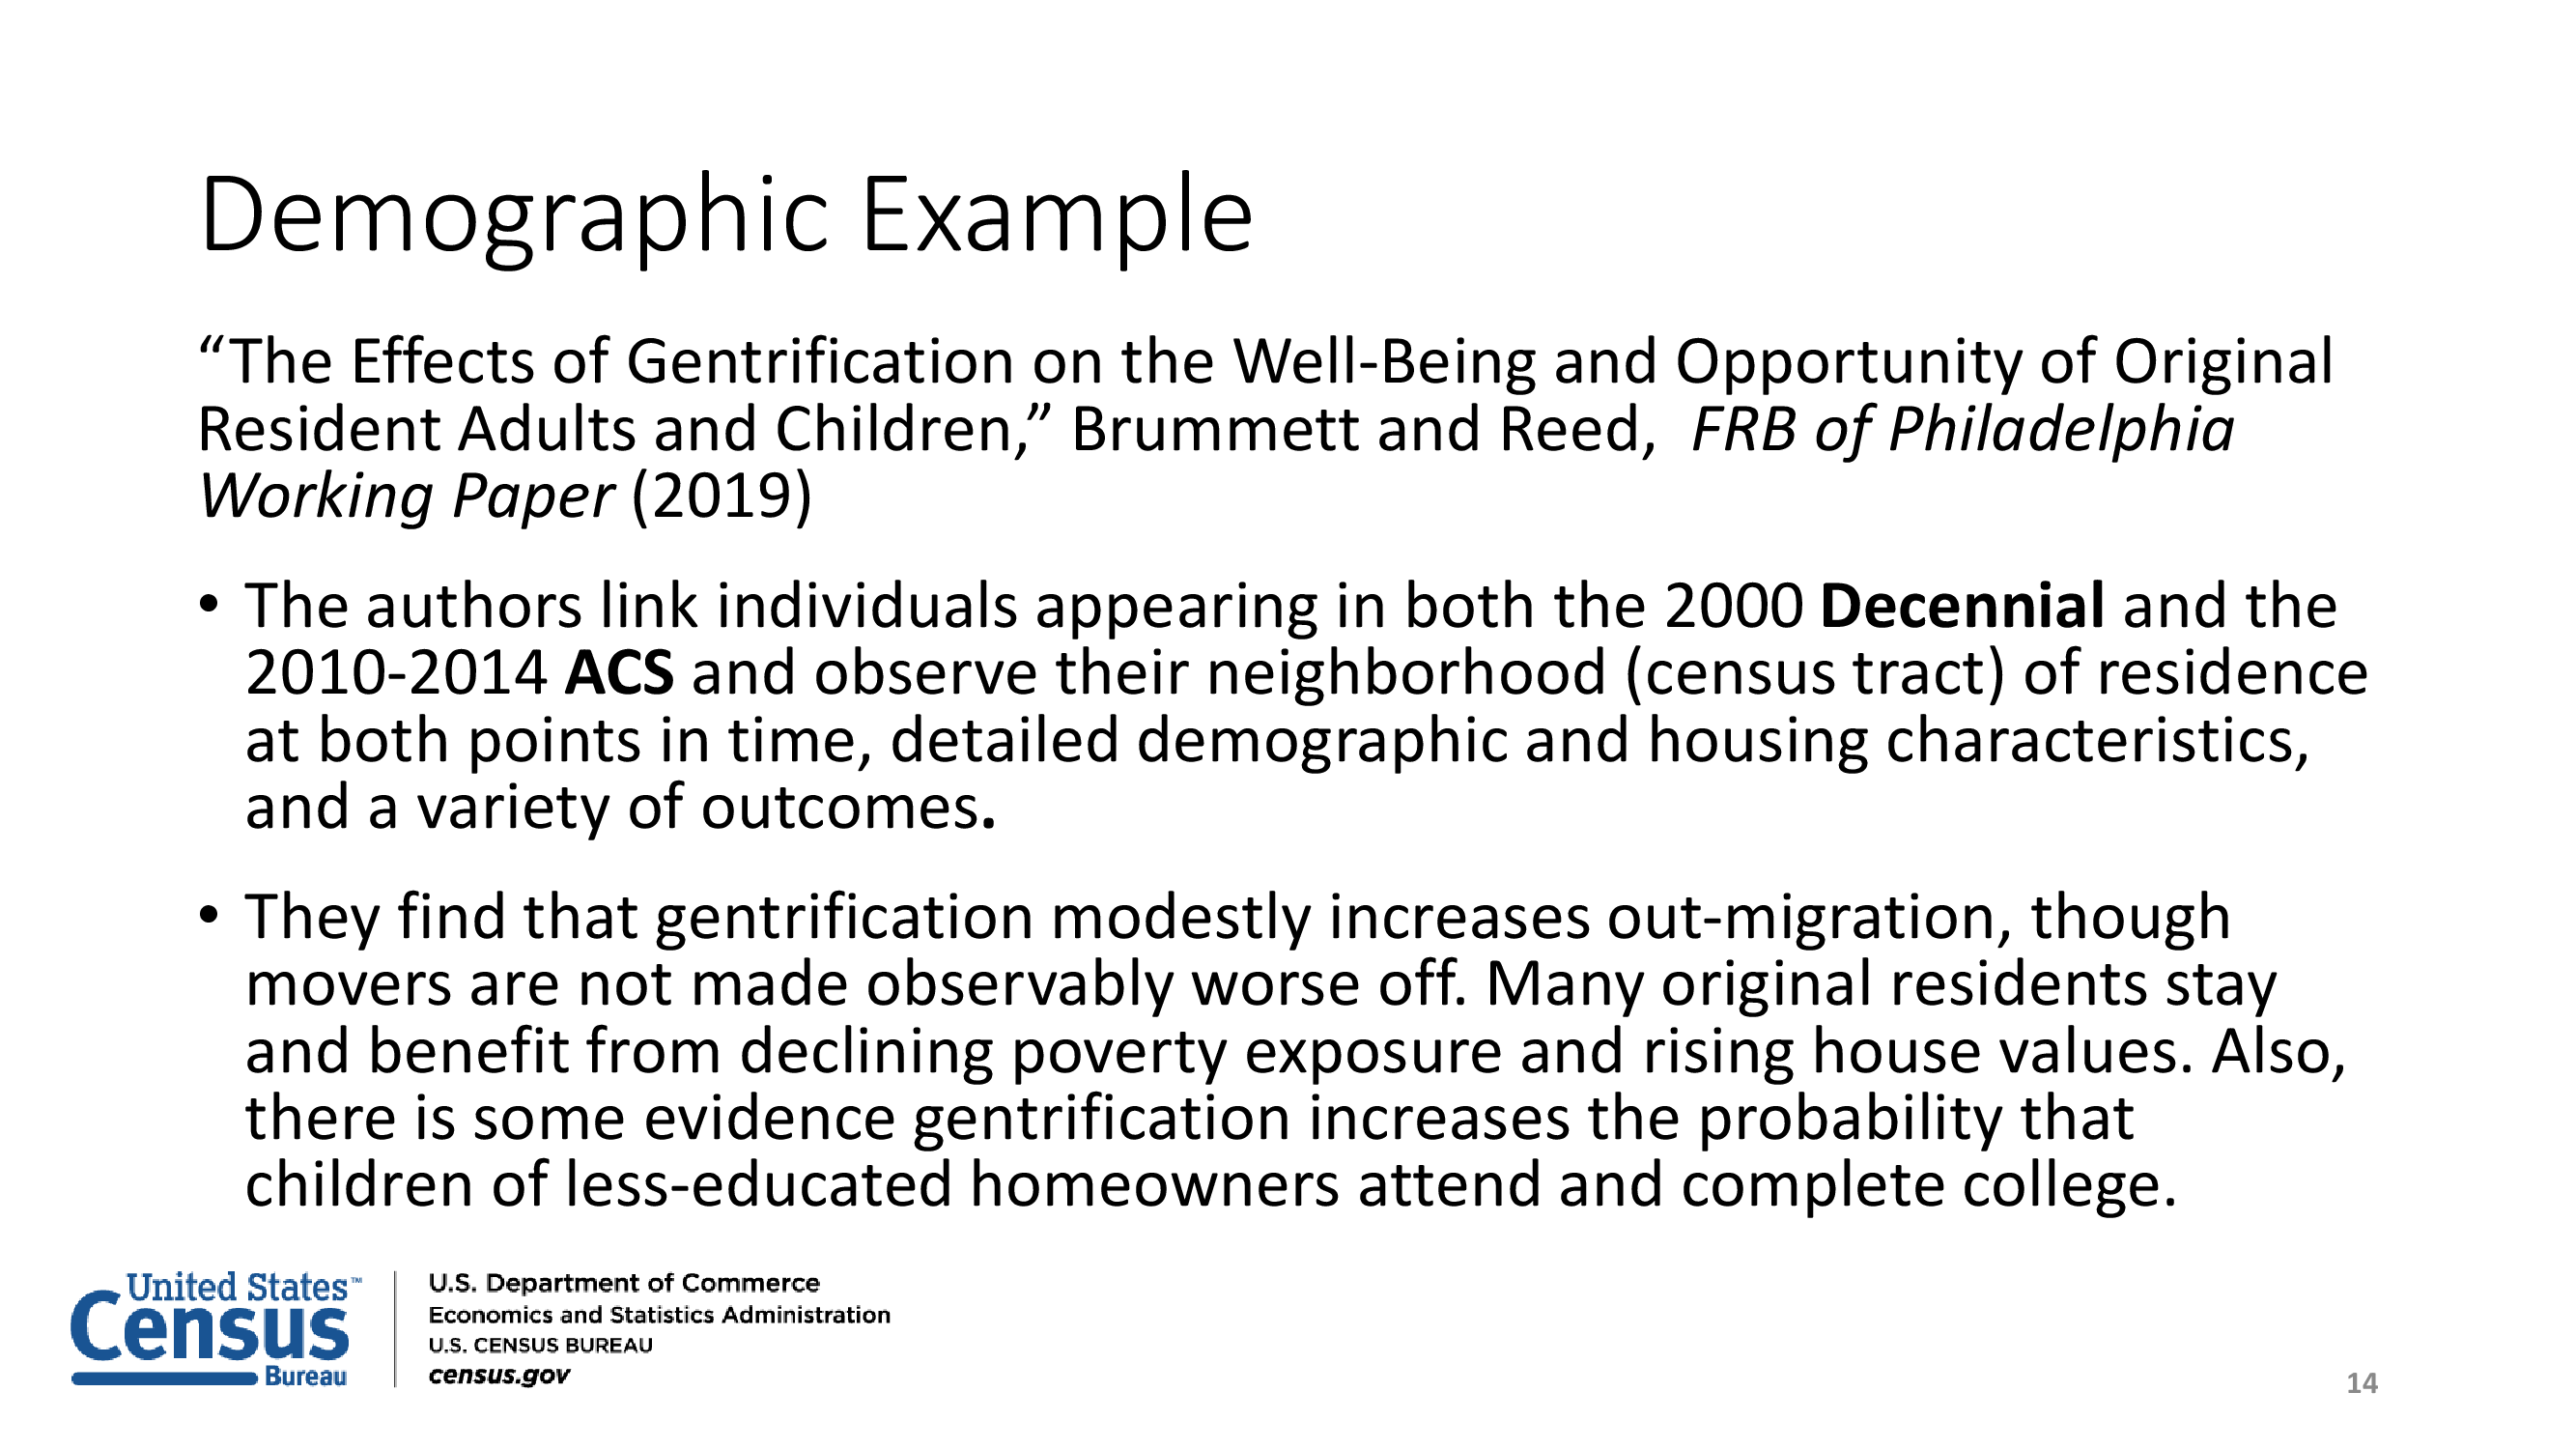 Demographic Example
“The Effects of Gentrification on the Well-Being and Opportunity of Original
Resident Adults and Children,” Brummett and Reed,  FRB of Philadelphia
Working Paper (2019)
• The authors link individuals appearing in both the 2000 Decennial and the
2010-2014 ACS and observe their neighborhood (census tract) of residence
at both points in time, detailed demographic and housing characteristics,
and a variety of outcomes.
• They find that gentrification modestly increases out-migration, though
movers are not made observably worse off. Many original residents stay
and benefit from declining poverty exposure and rising house values. Also,
there is some evidence gentrification increases the probability that
children of less-educated homeowners attend and complete college.
United States™
Census
Bureau
U.S. Department of Commerce
Economics and Statistics Administration
U.S. CENSUS BUREAU
census.gov
14